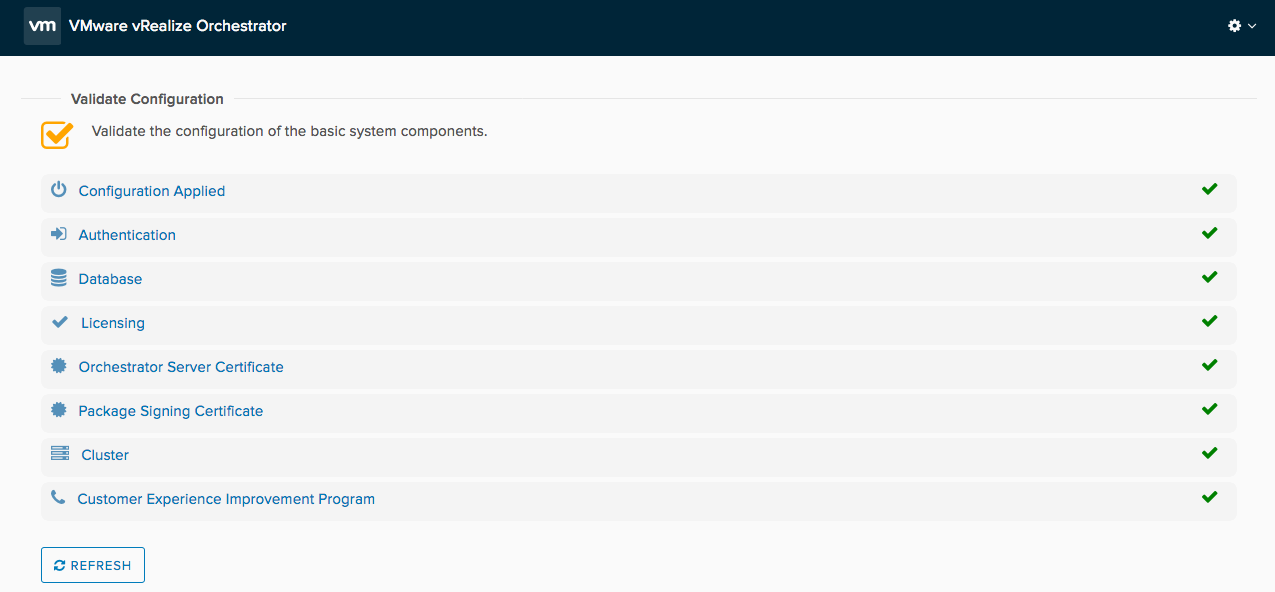 vm VMware vRealize Orchestrator
Validate Configuration
Validate the configuration of the basic system components.
Configuration Applied
Authentication
Database
Licensing
Orchestrator Server Certificate
Package Signing Certificate
Cluster
Customer Experience Improvement Program
REFRESH